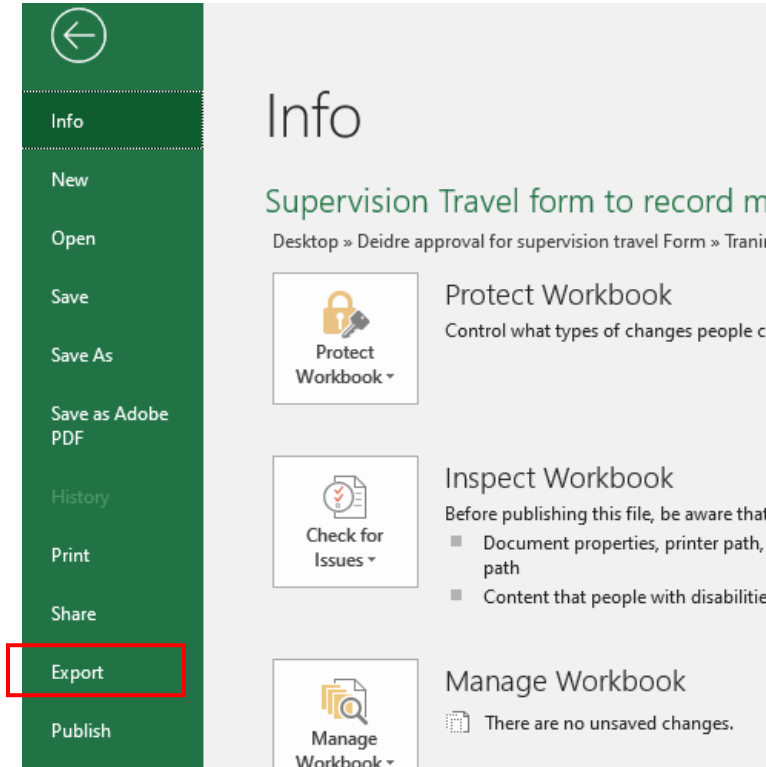 Info
New
Open
Save
Save As
Save as Adobe
PDF
History
Print
Share
Export
Publish
Info
Supervision Travel form to record
Desktop » Deidre approval for supervision travel Form »
Protect
Workbook
Protect Workbook
Control what types of changes people
Check for
Issues
Inspect Workbook
Before publishing this file, be aware that
Document properties, printer path,
path
Content that people with
Manage
Workbook
Manage Workbook
There are no unsaved changes.